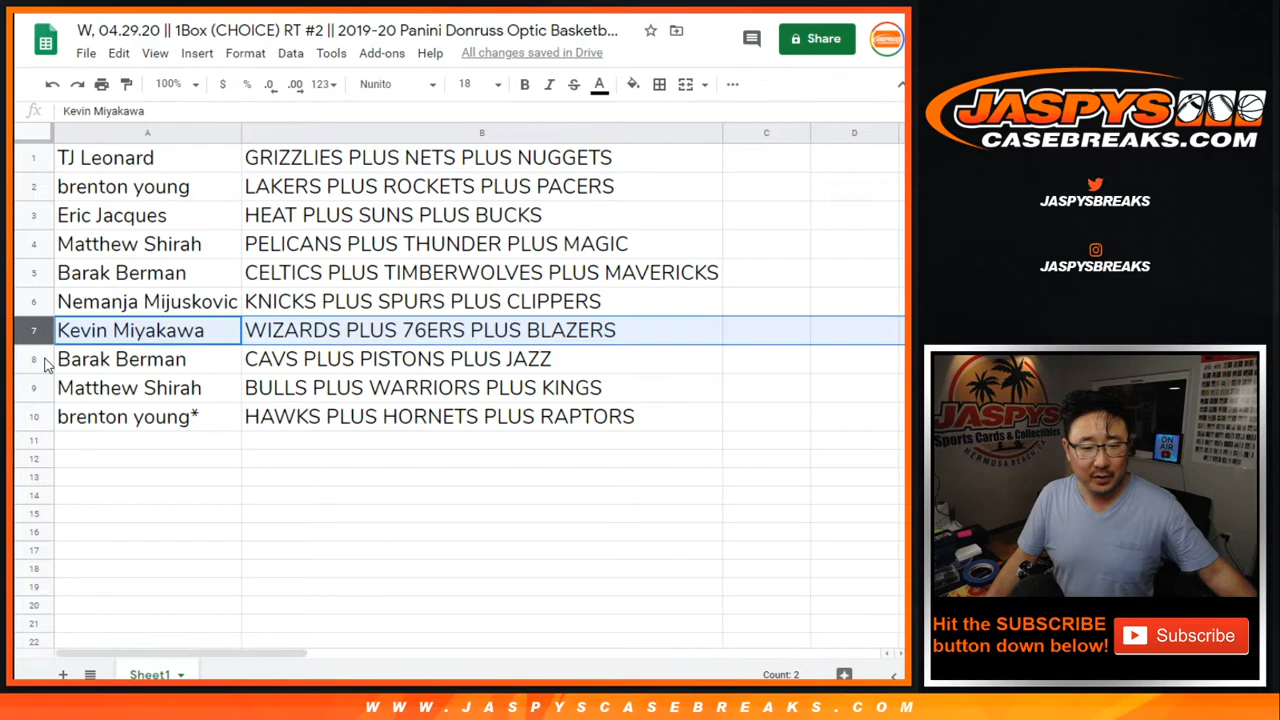 W, 04.29.20 || 1Box (CHOICE) RT #2 || 2019-20 Panini Donruss Optic Basketb...
File Edit View Insert Format Data Tools Add-ons Help All changes saved in Drive
Share
100% $ % .0 .00 123 Nunito 18 B I S A
fx Kevin Miyakawa
A B C D
1 TJ Leonard GRIZZLIES PLUS NETS PLUS NUGGETS
2 brenton young LAKERS PLUS ROCKETS PLUS PACERS
3 Eric Jacques HEAT PLUS SUNS PLUS BUCKS
4 Matthew Shirah PELICANS PLUS THUNDER PLUS MAGIC
5 Barak Berman CELTICS PLUS TIMBERWOLVES PLUS MAVERICKS
6 Nemanja Mijuskovic KNICKS PLUS SPURS PLUS CLIPPERS
7 Kevin Miyakawa WIZARDS PLUS 76ERS PLUS BLAZERS
8 Barak Berman CAVS PLUS PISTONS PLUS JAZZ
9 Matthew Shirah BULLS PLUS WARRIORS PLUS KINGS
10 brenton young* HAWKS PLUS HORNETS PLUS RAPTORS
11
12
13
14
15
16
17
18
19
20
21
22
Sheet1
Count: 2
JASPYS
CASEBREAKS.COM
JASPYSBREAKS
JASPYSBREAKS
JASPYS
Sports Cards & Collectibles
HERMOSA BEACH, CA
ON AIR
Hit the SUBSCRIBE
button down below!
Subscribe
WWW.JASPYSCASEBREAKS.COM